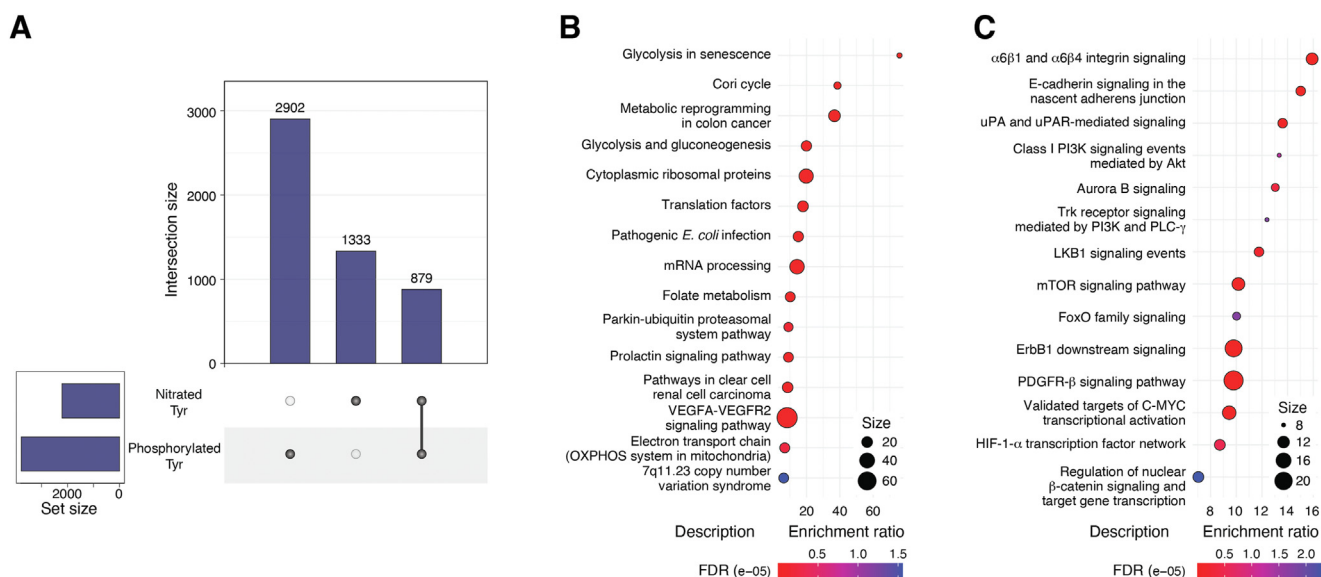 A
Intersection size
3000
2000
1000
0
2902
1333
879
Nitrated
Tyr
Phosphorylated
Tyr
2000
0
Set size
B
Glycolysis in senescence
Cori cycle
Metabolic reprogramming
in colon cancer
Glycolysis and gluconeogenesis
Cytoplasmic ribosomal proteins
Translation factors
Pathogenic E. coli infection
mRNA processing
Folate metabolism
Parkin-ubiquitin proteasomal
system pathway
Prolactin signaling pathway
Pathways in clear cell
renal cell carcinoma
VEGFA-VEGFR2
signaling pathway
Electron transport chain
(OXPHOS system in mitochondria)
7q11.23 copy number
variation syndrome
Size
20
40
60
20 40 60
Description
Enrichment ratio
0.5 1.0 1.5
FDR (e-05)
C
α6β1 and α6β4 integrin signaling
E-cadherin signaling in the
nascent adherens junction
uPA and uPAR-mediated signaling
Class I PI3K signaling events
mediated by Akt
Aurora B signaling
Trk receptor signaling
mediated by PI3K and PLC-γ
LKB1 signaling events
mTOR signaling pathway
FoxO family signaling
ErbB1 downstream signaling
PDGFR-β signaling pathway
Validated targets of C-MYC
transcriptional activation
HIF-1-α transcription factor network
Regulation of nuclear
β-catenin signaling and
target gene transcription
Size
8
12
16
20
8 10 12 14 16
Description
Enrichment ratio
0.5 1.0 1.5 2.0
FDR (e-05)